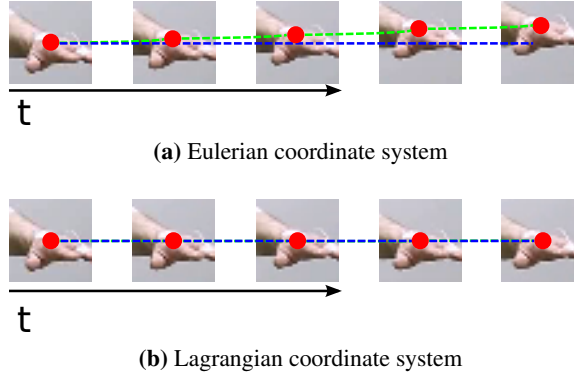 t
(a) Eulerian coordinate system
t
(b) Lagrangian coordinate system